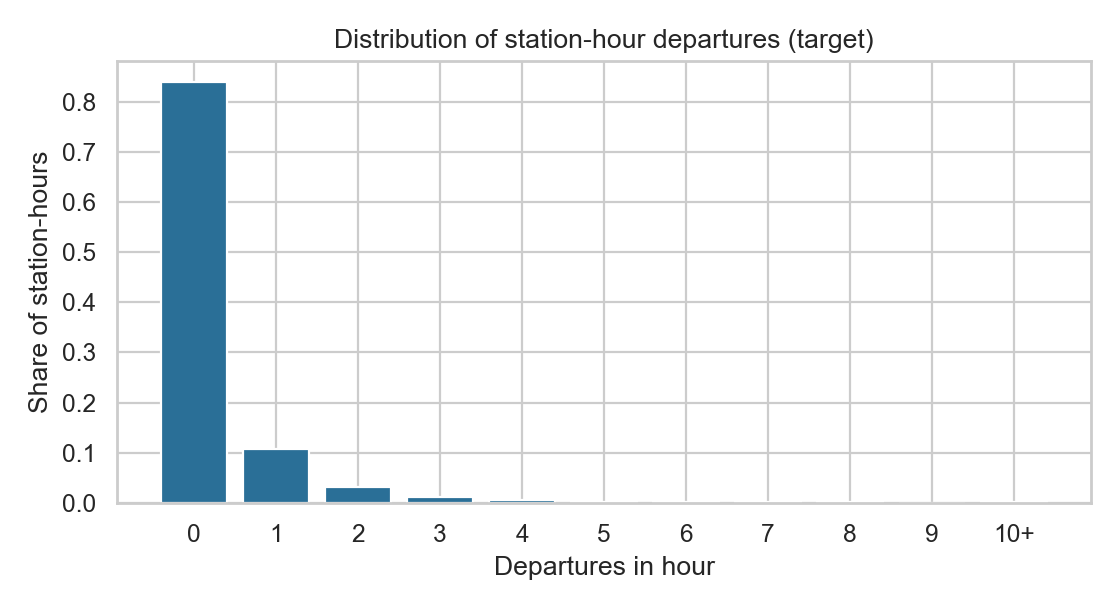 Distribution of station-hour departures (target)
Share of station-hours
0.8
0.7
0.6
0.5
0.4
0.3
0.2
0.1
0.0
0 1 2 3 4 5 6 7 8 9 10+
Departures in hour